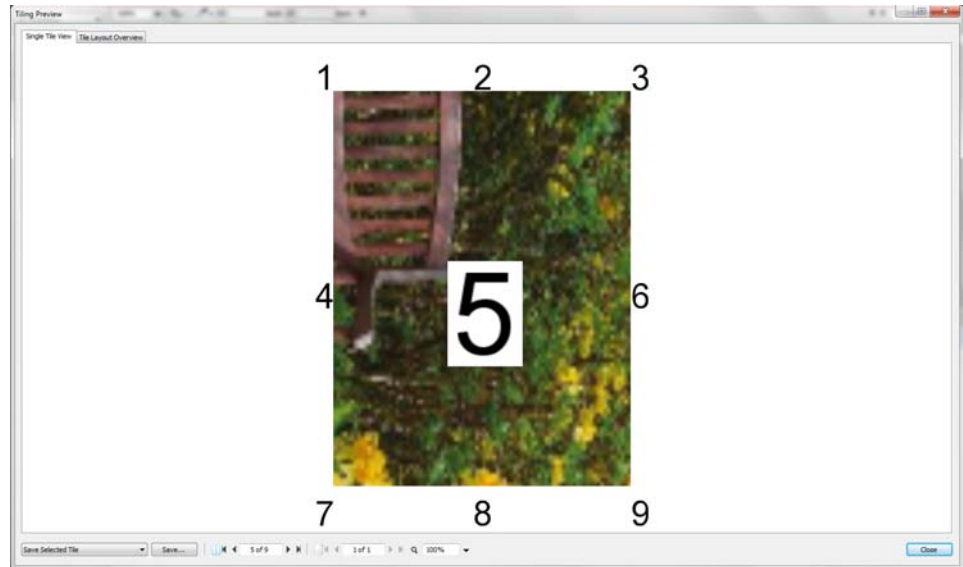 Tiling Preview
Single Tile View Tile Layout Overview
1 2 3
4 5 6
7 8 9
Save Selected Tile Save... 5 of 9 1 of 1 100% Close